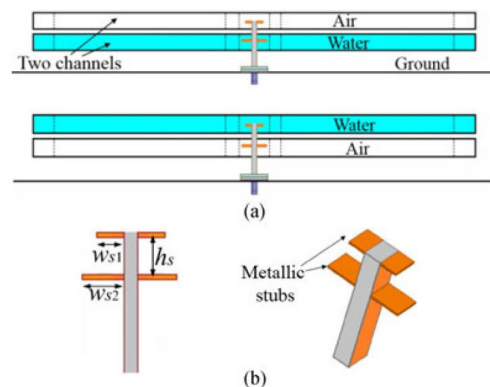 Air
Water
Two channels
Ground
Water
Air
(a)
ws1
hs
ws2
Metallic
stubs
(b)